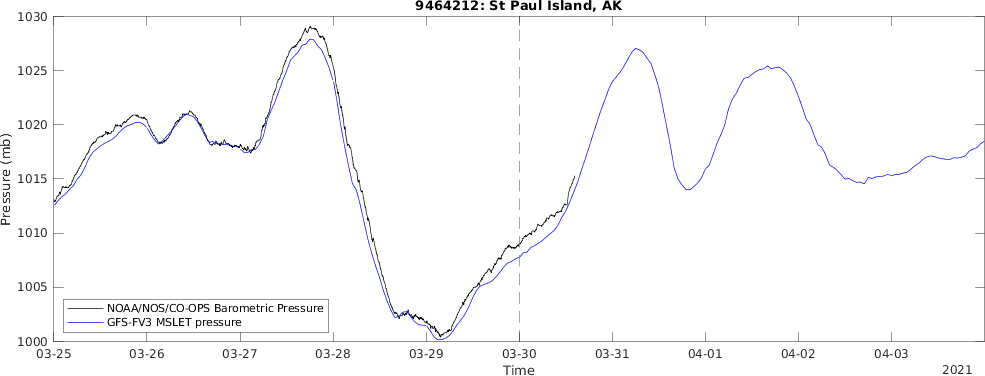 9464212: St Paul Island, AK
Pressure (mb)
1030
1025
1020
1015
1010
1005
1000
NOAA/NOS/CO-OPS Barometric Pressure
GFS-FV3 MSLET pressure
03-25 03-26 03-27 03-28 03-29 03-30 03-31 04-01 04-02 04-03
Time
2021